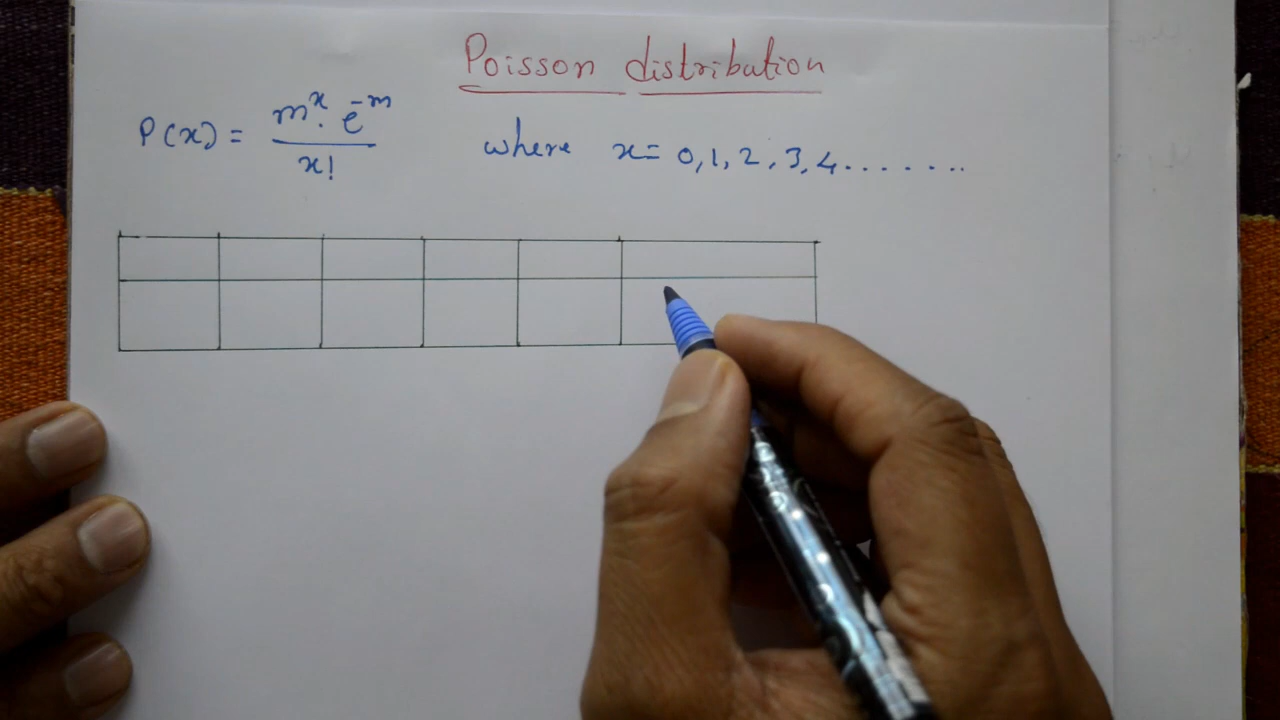 Poisson distribution
P(x) = m^x . e^-m / x! where x = 0, 1, 2, 3, 4.......